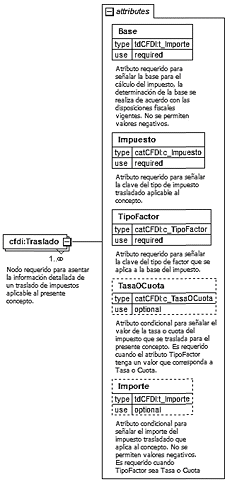 attributes
Base
type tdCFDI:t_Importe
use required
Atributo requerido para
señalar la base para el
cálculo del impuesto, la
determinación de la base se
realiza de acuerdo con las
disposiciones fiscales
vigentes. No se permiten
valores negativos.
Impuesto
type catCFDI:c_Impuesto
use required
Atributo requerido para señalar
la clave del tipo de impuesto
trasladado aplicable al
concepto.
TipoFactor
type catCFDI:c_TipoFactor
use required
Atributo requerido para señalar
la clave del tipo de factor que se
aplica a la base del impuesto.
cfdi:Traslado
1..∞
Nodo requerido para asentar
la información detallada de
un traslado de impuestos
aplicable al presente
concepto.
TasaOCuota
type catCFDI:c_TasaOCuota
use optional
Atributo condicional para señalar el
valor de la tasa o cuota del impuesto
que se traslada para el
presente concepto. Es requerido
cuando el atributo TipoFactor
tenga un valor que corresponda a
Tasa o Cuota.
Importe
type tdCFDI:t_Importe
use optional
Atributo condicional para
señalar el importe del
impuesto trasladado que
aplica al concepto. No se
permiten valores negativos.
Es requerido cuando
TipoFactor sea Tasa o Cuota